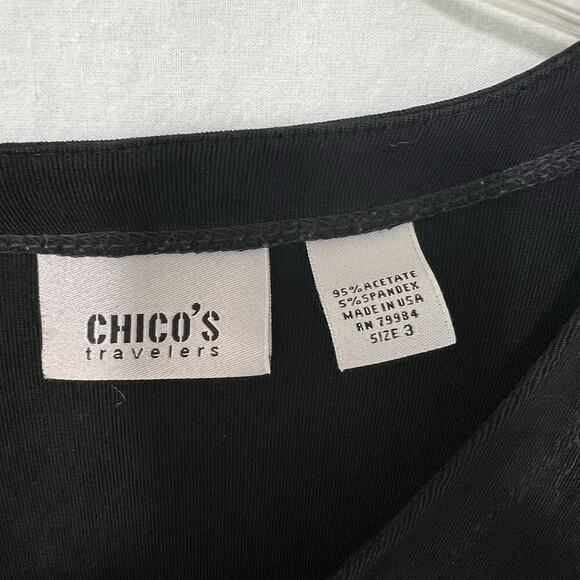 CHICO'S
travelers
95% ACETATE
5% SPANDEX
MADE IN USA
RN 79984
SIZE 3